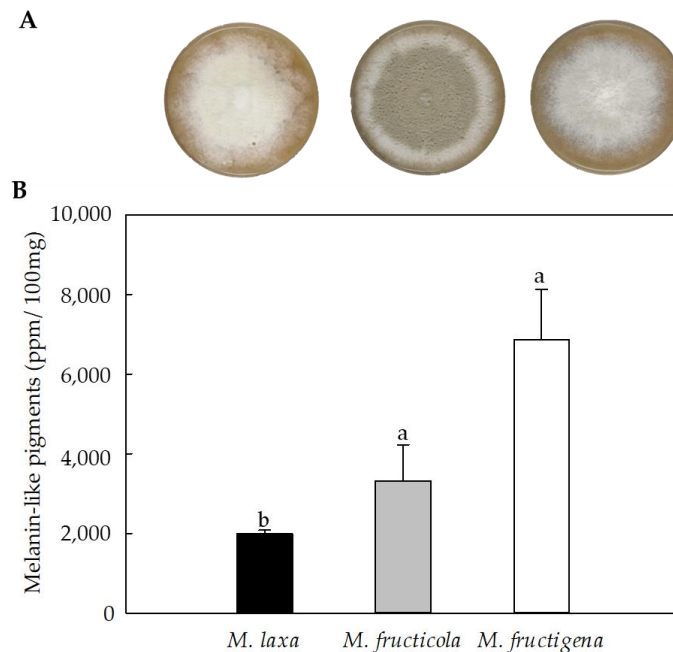 A
B
Melanin-like pigments (ppm/ 100mg)
10,000
8,000
6,000
4,000
2,000
0
b
a
a
M. laxa
M. fructicola
M. fructigena